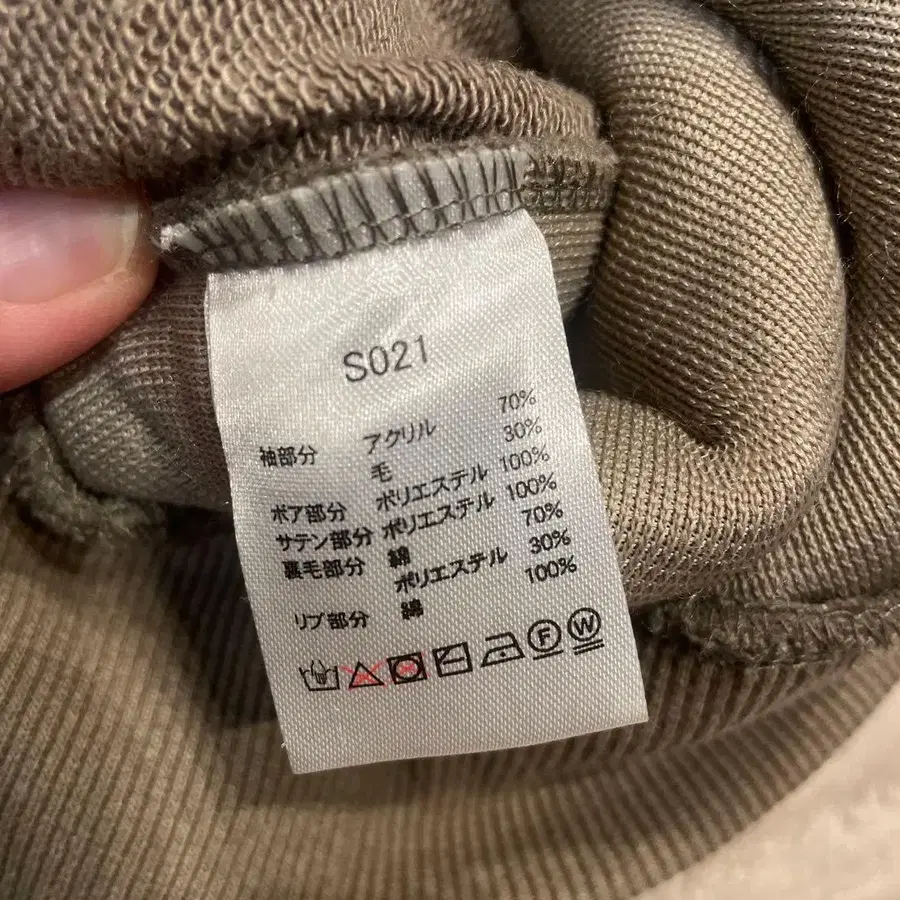 S021
袖部分 アクリル 70%
毛 30%
ボア部分 ポリエステル 100%
サテン部分 ポリエステル 100%
裏毛部分 綿 70%
ポリエステル 30%
リブ部分 綿 100%
F W